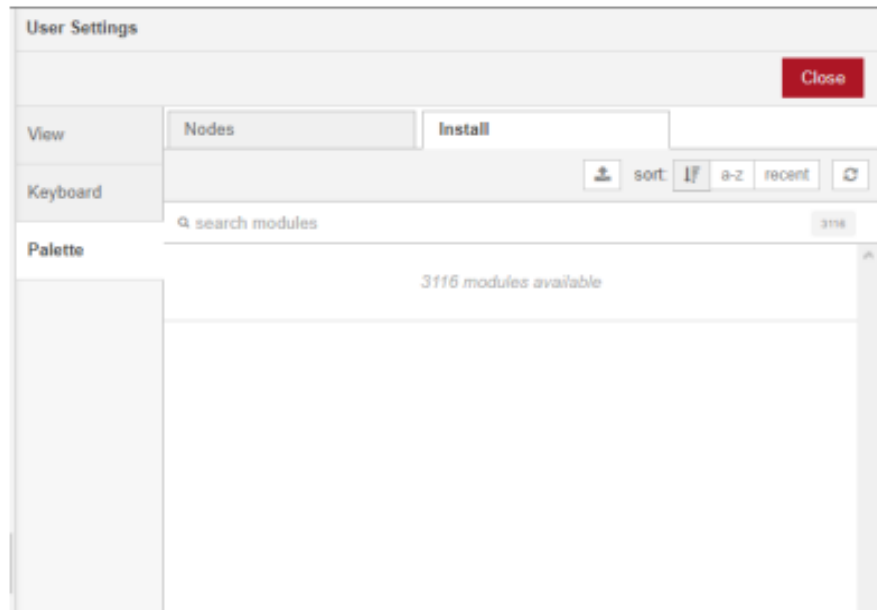 User Settings
Close
View
Nodes
Install
sort: a-z recent
Keyboard
search modules
3116
Palette
3116 modules available